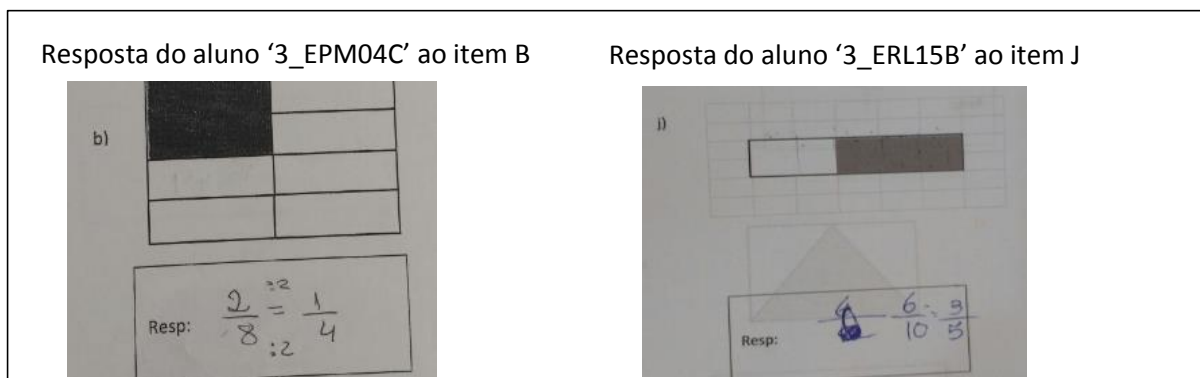 Resposta do aluno ‘3_EPM04C’ ao item B
Resposta do aluno ‘3_ERL15B’ ao item J
b)
Resp: 2/8 :2 = :2 1/4
j)
Resp: 6/10 = 3/5